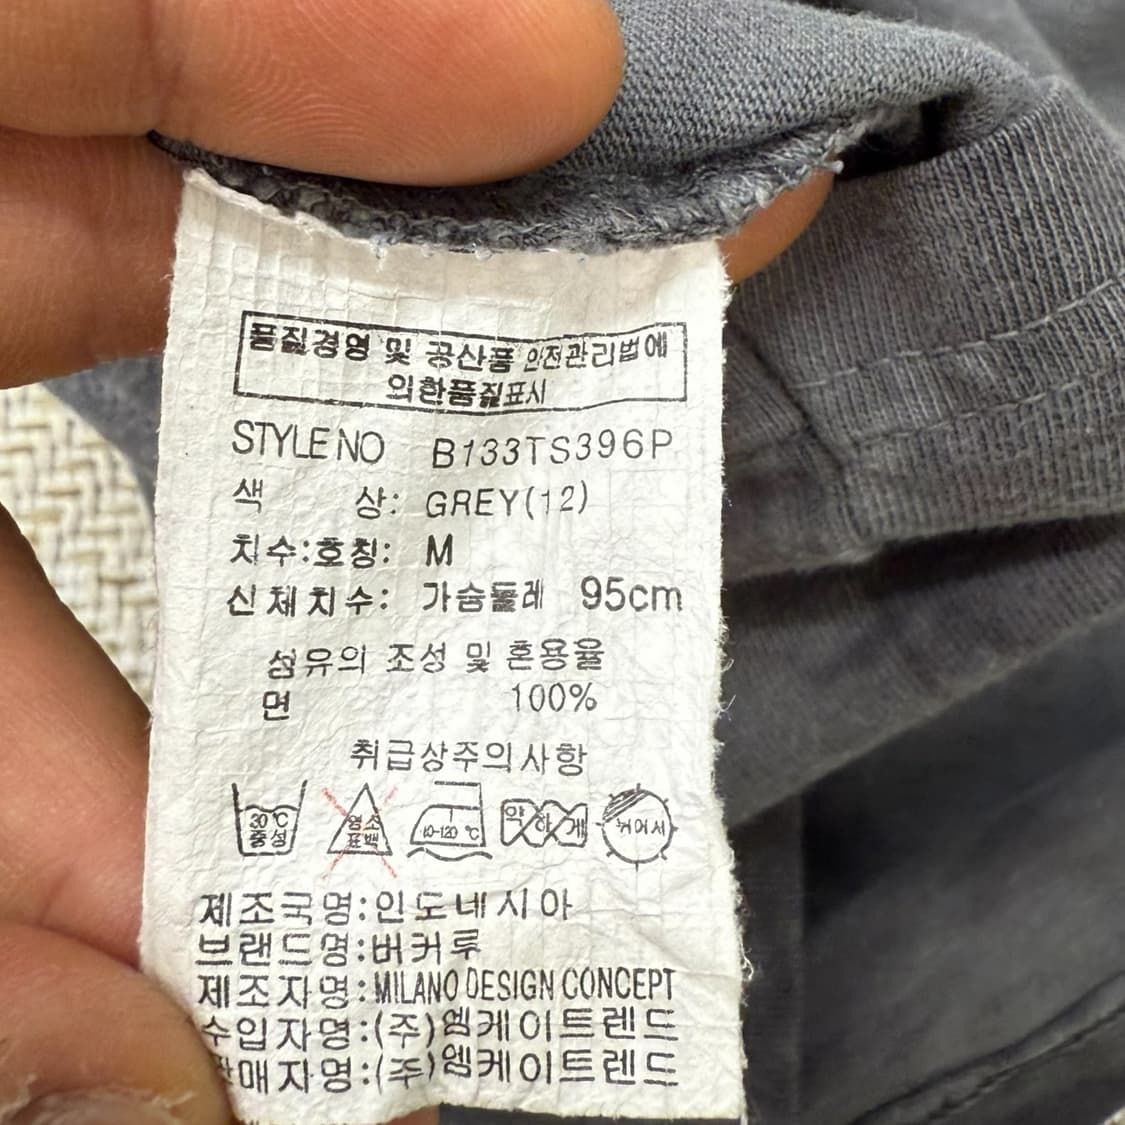 품질경영 및 공산품 안전관리법에
의한품질표시
STYLE NO B133TS396P
색 상: GREY(12)
치수:호칭: M
신체치수: 가슴둘레 95cm
섬유의 조성 및 혼용율
면 100%
취급상주의사항
30℃ 중성
염소 표백
℃
약하게
뉘어서
제조국명:인도네시아
브랜드명:버커루
제조자명:MILANO DESIGN CONCEPT
수입자명:(주)엠케이트렌드
판매자명:(주)엠케이트렌드